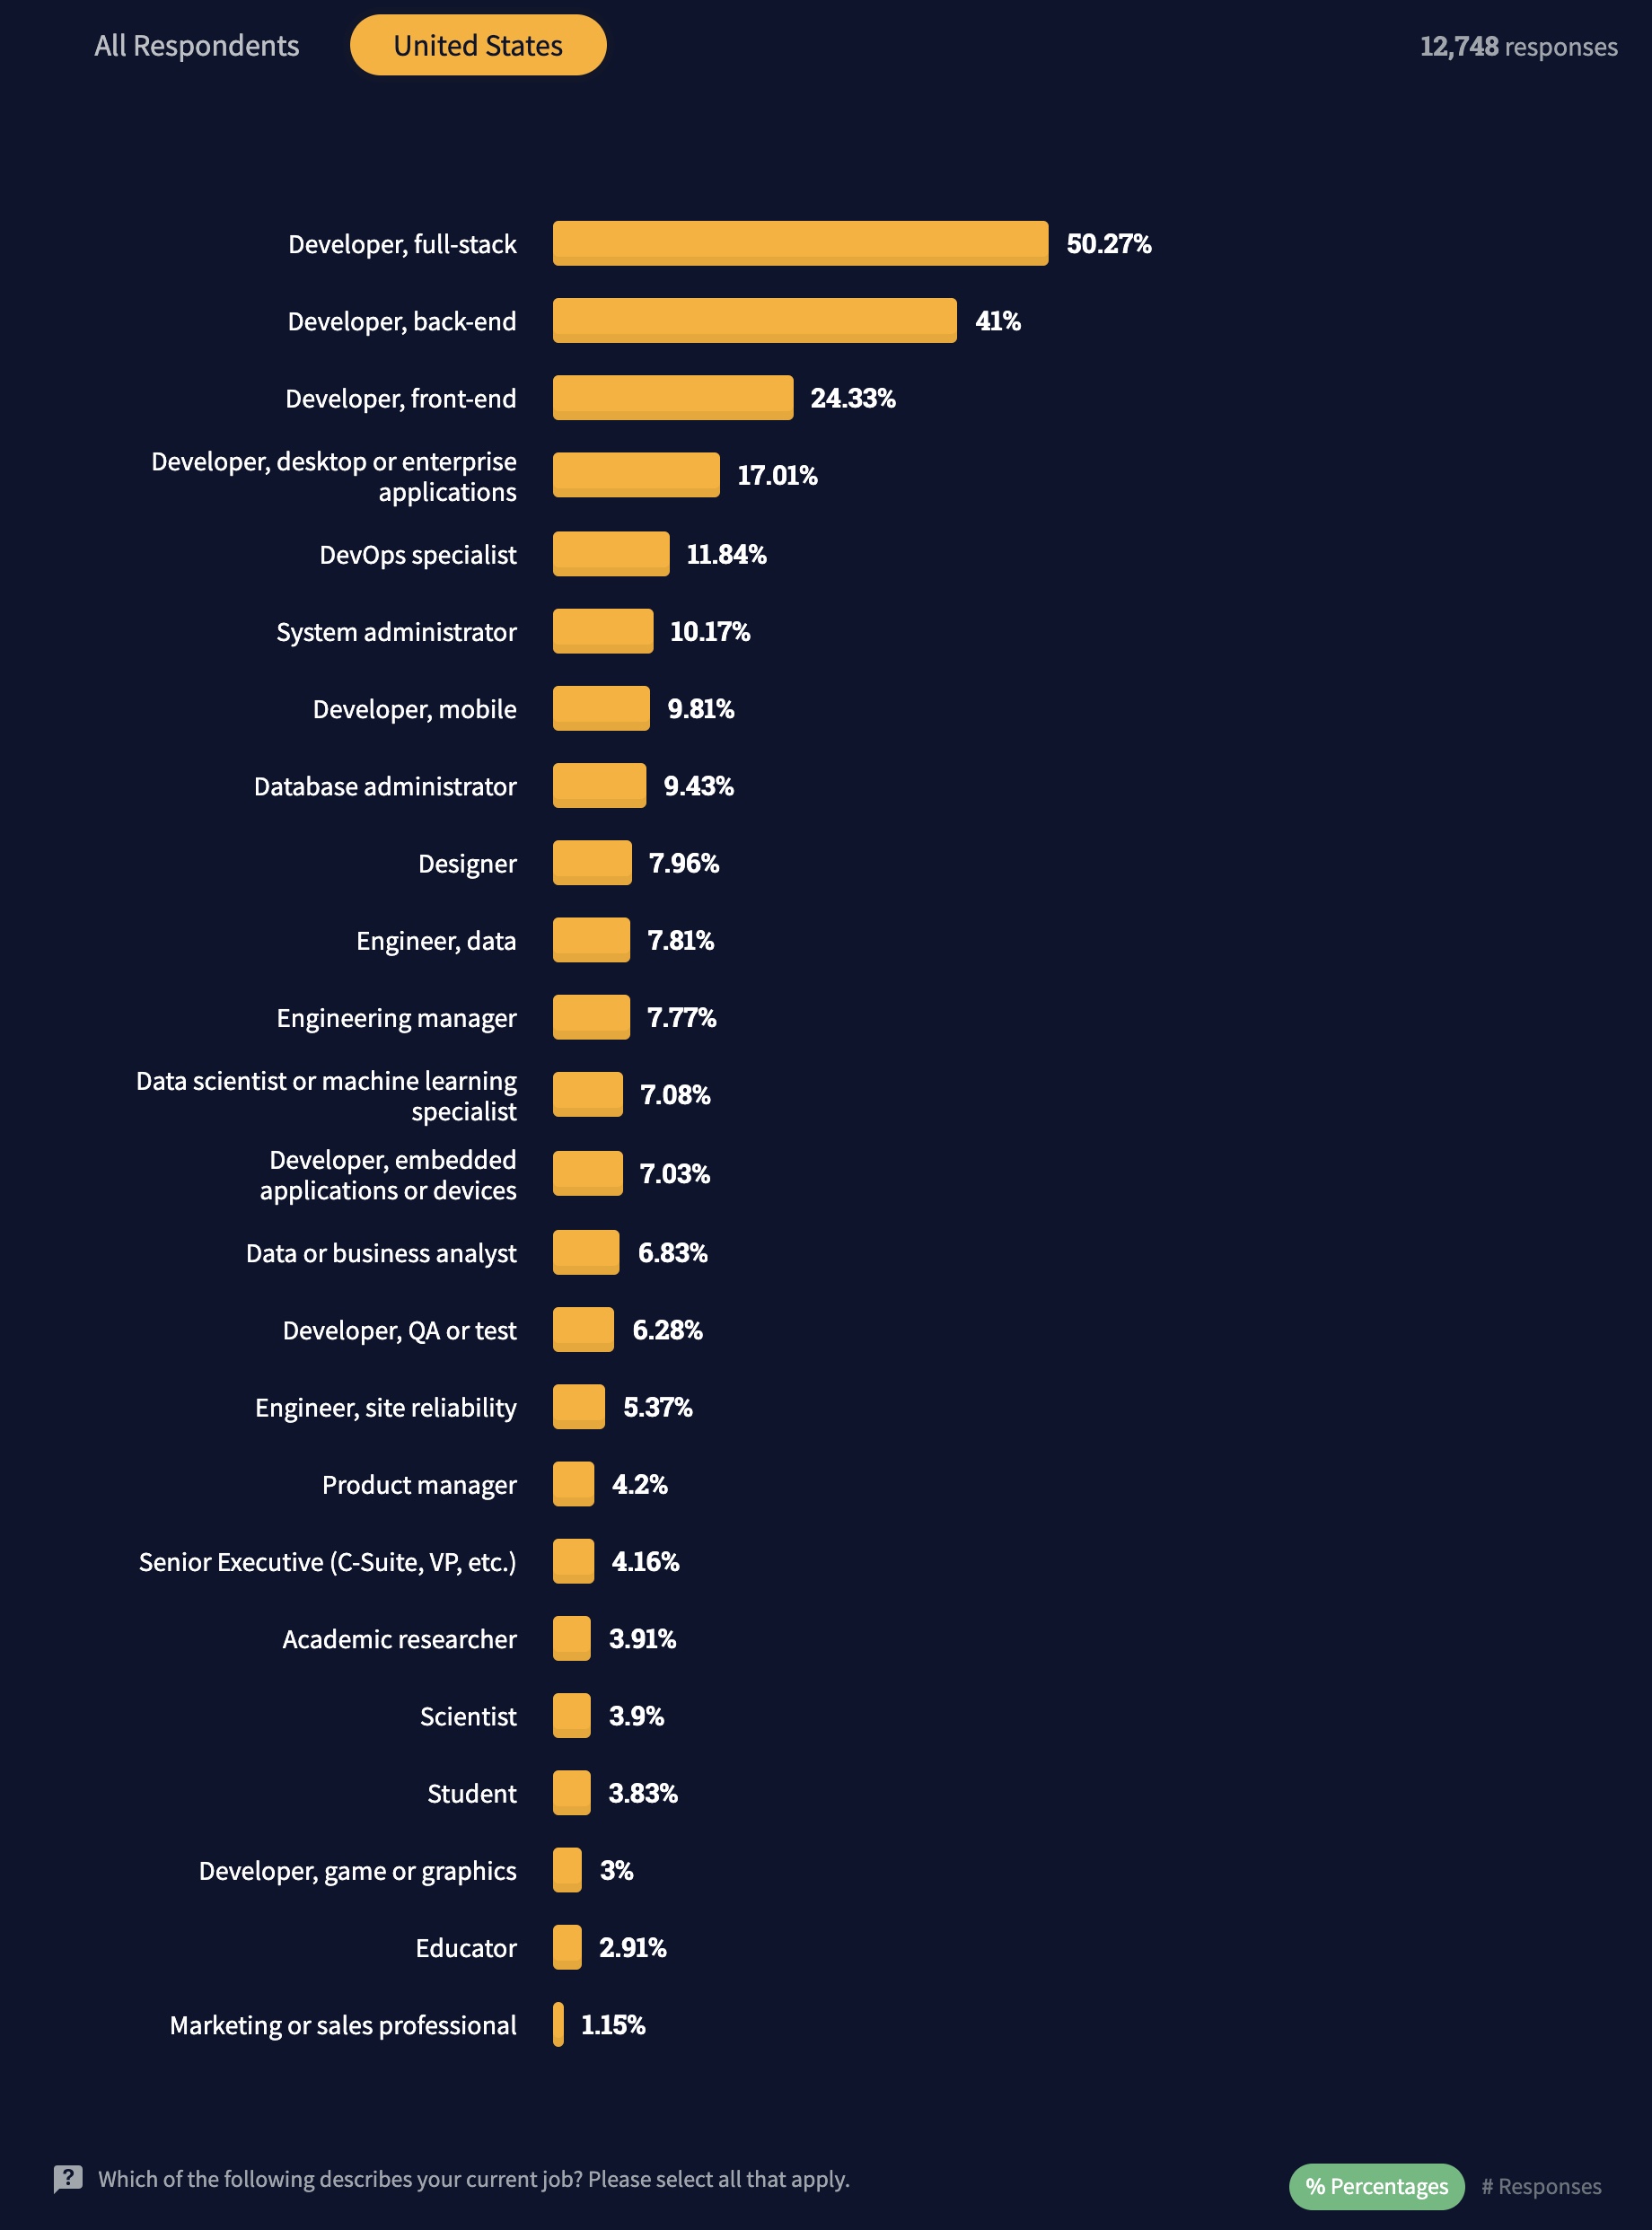 All Respondents United States 12,748 responses
Developer, full-stack 50.27%
Developer, back-end 41%
Developer, front-end 24.33%
Developer, desktop or enterprise
applications 17.01%
DevOps specialist 11.84%
System administrator 10.17%
Developer, mobile 9.81%
Database administrator 9.43%
Designer 7.96%
Engineer, data 7.81%
Engineering manager 7.77%
Data scientist or machine learning
specialist 7.08%
Developer, embedded
applications or devices 7.03%
Data or business analyst 6.83%
Developer, QA or test 6.28%
Engineer, site reliability 5.37%
Product manager 4.2%
Senior Executive (C-Suite, VP, etc.) 4.16%
Academic researcher 3.91%
Scientist 3.9%
Student 3.83%
Developer, game or graphics 3%
Educator 2.91%
Marketing or sales professional 1.15%
? Which of the following describes your current job? Please select all that apply.
% Percentages # Responses